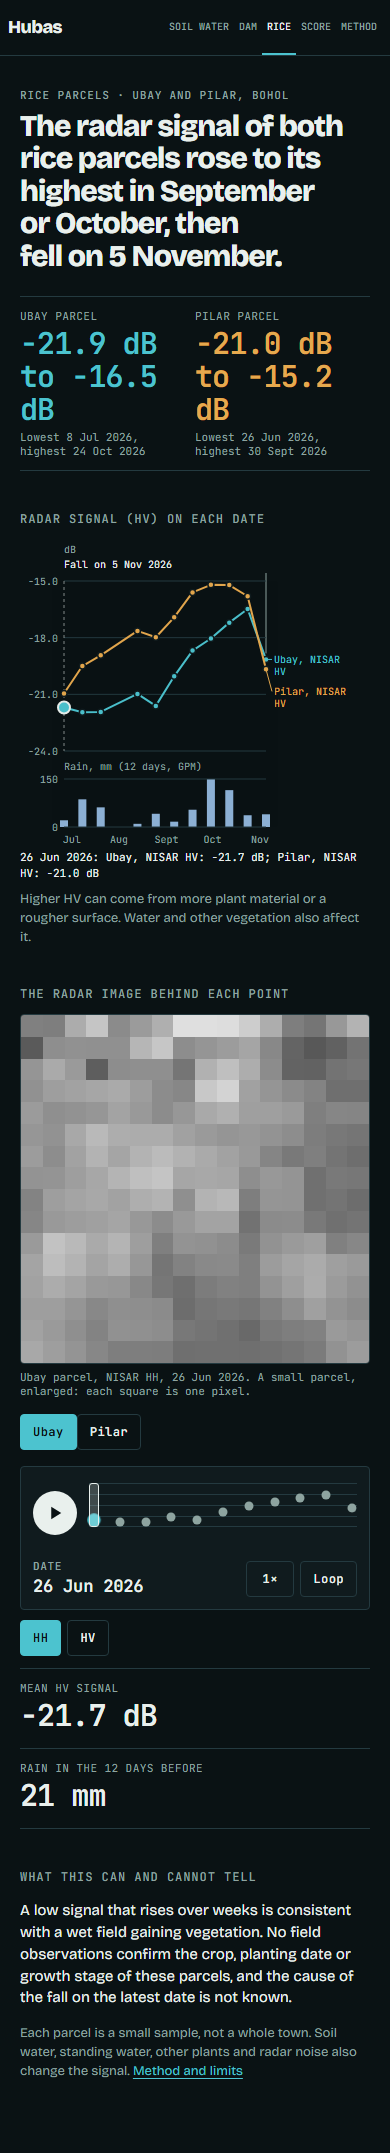 Hubas
SOIL WATER DAM RICE SCORE METHOD
RICE PARCELS · UBAY AND PILAR, BOHOL
The radar signal of both
rice parcels rose to its
highest in September
or October, then
fell on 5 November.
UBAY PARCEL
-21.9 dB
to -16.5
dB
Lowest 8 Jul 2026,
highest 24 Oct 2026
PILAR PARCEL
-21.0 dB
to -15.2
dB
Lowest 26 Jun 2026,
highest 30 Sept 2026
RADAR SIGNAL (HV) ON EACH DATE
dB
Fall on 5 Nov 2026
-15.0
-18.0
-21.0
-24.0
Ubay, NISAR
HV
Pilar, NISAR
HV
Rain, mm (12 days, GPM)
150
0
Jul Aug Sept Oct Nov
26 Jun 2026: Ubay, NISAR HV: -21.7 dB; Pilar, NISAR
HV: -21.0 dB
Higher HV can come from more plant material or a
rougher surface. Water and other vegetation also affect
it.
THE RADAR IMAGE BEHIND EACH POINT
Ubay parcel, NISAR HH, 26 Jun 2026. A small parcel,
enlarged: each square is one pixel.
Ubay Pilar
DATE
26 Jun 2026
1× Loop
HH HV
MEAN HV SIGNAL
-21.7 dB
RAIN IN THE 12 DAYS BEFORE
21 mm
WHAT THIS CAN AND CANNOT TELL
A low signal that rises over weeks is consistent
with a wet field gaining vegetation. No field
observations confirm the crop, planting date or
growth stage of these parcels, and the cause of
the fall on the latest date is not known.
Each parcel is a small sample, not a whole town. Soil
water, standing water, other plants and radar noise also
change the signal. Method and limits